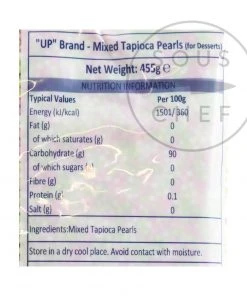 "UP" Brand - Mixed Tapioca Pearls (for Desserts)
Net Weight: 455g e
NUTRITION INFORMATION
Typical Values Per 100g
Energy (kj/kcal) 1501/ 360
Fat (g) 0
of which saturates (g) 0
Carbohydrate (g) 90
of which sugars (g) 0
Fibre (g) 0
Protein (g) 0.1
Salt (g) 0
Ingredients:Mixed Tapioca Pearls
Store in a dry cool place. Avoid contact with moisture.
SOUS
CHEF